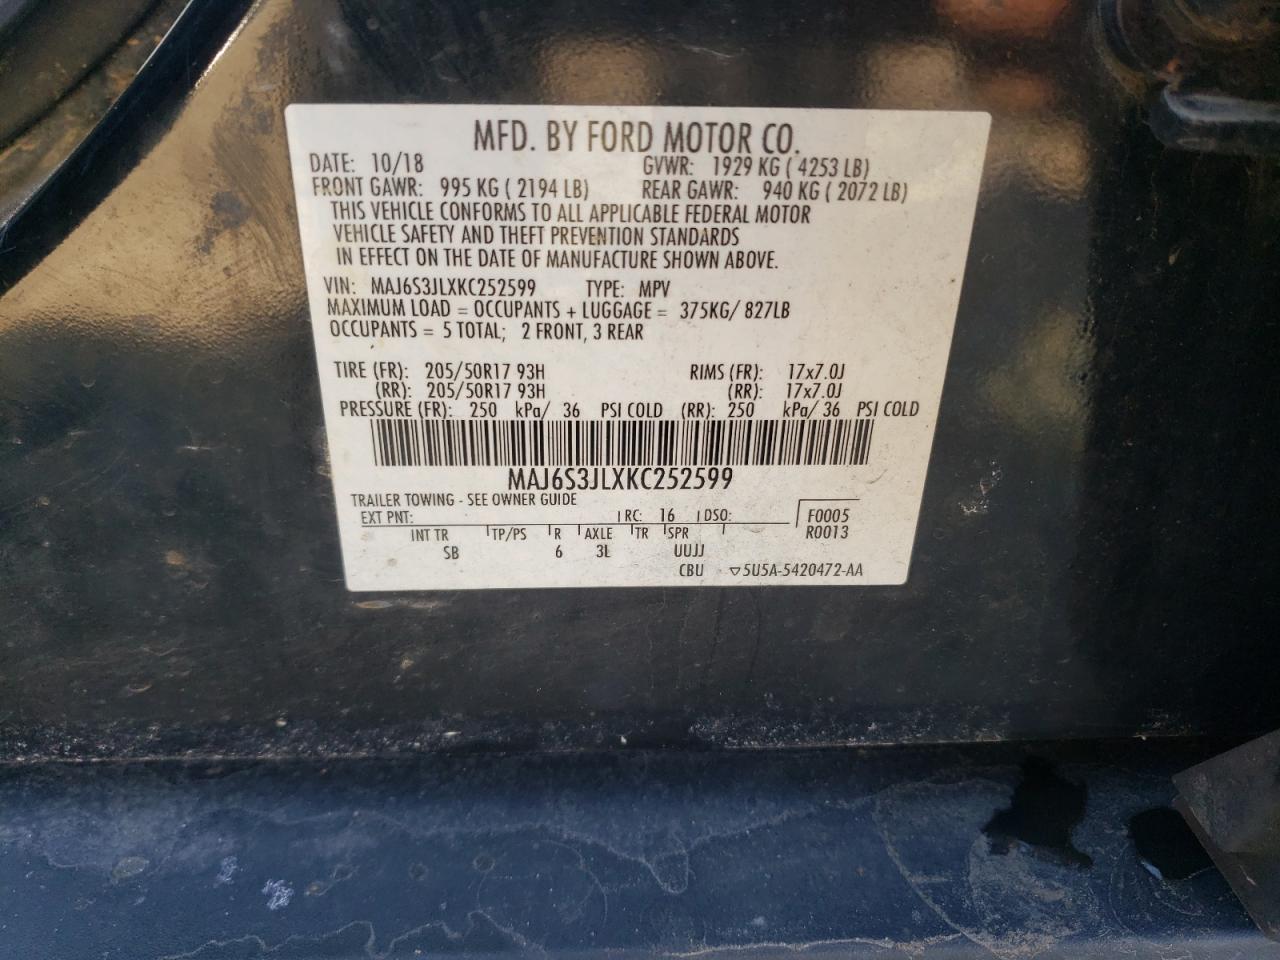 MFD. BY FORD MOTOR CO.
DATE: 10/18 GVWR: 1929 KG ( 4253 LB)
FRONT GAWR: 995 KG ( 2194 LB) REAR GAWR: 940 KG ( 2072 LB)
THIS VEHICLE CONFORMS TO ALL APPLICABLE FEDERAL MOTOR
VEHICLE SAFETY AND THEFT PREVENTION STANDARDS
IN EFFECT ON THE DATE OF MANUFACTURE SHOWN ABOVE.
VIN: MAJ6S3JLXKC252599 TYPE: MPV
MAXIMUM LOAD = OCCUPANTS + LUGGAGE = 375KG/ 827LB
OCCUPANTS = 5 TOTAL; 2 FRONT, 3 REAR
TIRE (FR): 205/50R17 93H RIMS (FR): 17x7.0J
(RR): 205/50R17 93H (RR): 17x7.0J
PRESSURE (FR): 250 kPa/ 36 PSI COLD (RR): 250 kPa/ 36 PSI COLD
MAJ6S3JLXKC252599
TRAILER TOWING - SEE OWNER GUIDE
EXT PNT: RC: 16 DSO: F0005
INT TR TP/PS R AXLE TR SPR R0013
SB 6 3L UUJJ
CBU ▽5U5A-5420472-AA